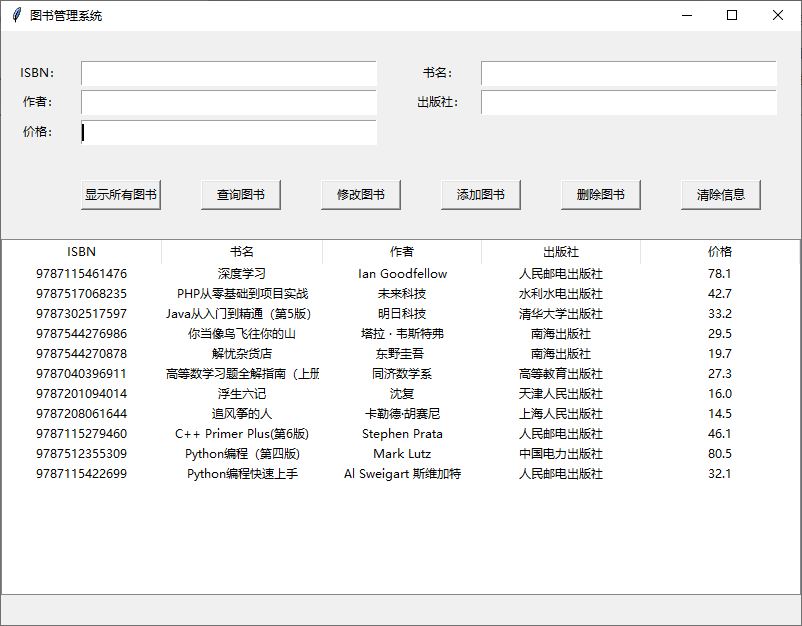 图书管理系统
ISBN： 书名：
作者： 出版社：
价格：
显示所有图书 查询图书 修改图书 添加图书 删除图书 清除信息
ISBN 书名 作者 出版社 价格
9787115461476 深度学习 Ian Goodfellow 人民邮电出版社 78.1
9787517068235 PHP从零基础到项目实战 未来科技 水利水电出版社 42.7
9787302517597 Java从入门到精通（第5版） 明日科技 清华大学出版社 33.2
9787544276986 你当像鸟飞往你的山 塔拉 · 韦斯特弗 南海出版社 29.5
9787544270878 解忧杂货店 东野圭吾 南海出版社 19.7
9787040396911 高等数学习题全解指南（上册 同济数学系 高等教育出版社 27.3
9787201094014 浮生六记 沈复 天津人民出版社 16.0
9787208061644 追风筝的人 卡勒德·胡赛尼 上海人民出版社 14.5
9787115279460 C++ Primer Plus(第6版) Stephen Prata 人民邮电出版社 46.1
9787512355309 Python编程（第四版) Mark Lutz 中国电力出版社 80.5
9787115422699 Python编程快速上手 Al Sweigart 斯维加特 人民邮电出版社 32.1